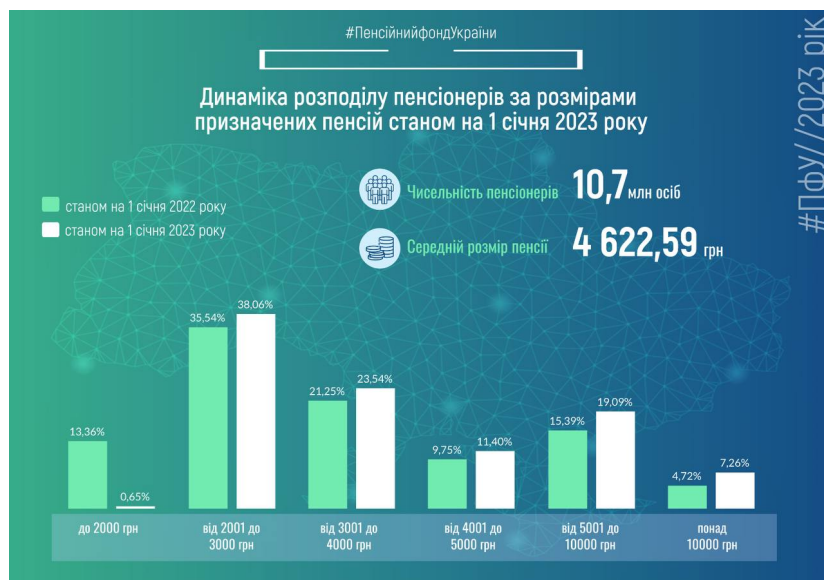 #ПенсійнийфондУкраїни
#ПФУ//2023 рік
Динаміка розподілу пенсіонерів за розмірами
призначених пенсій станом на 1 січня 2023 року
Чисельність пенсіонерів 10,7 млн осіб
Середній розмір пенсії 4 622,59 грн
станом на 1 січня 2022 року
станом на 1 січня 2023 року
13,36%
0,65%
35,54%
38,06%
21,25%
23,54%
9,75%
11,40%
15,39%
19,09%
4,72%
7,26%
до 2000 грн
від 2001 до
3000 грн
від 3001 до
4000 грн
від 4001 до
5000 грн
від 5001 до
10000 грн
понад
10000 грн